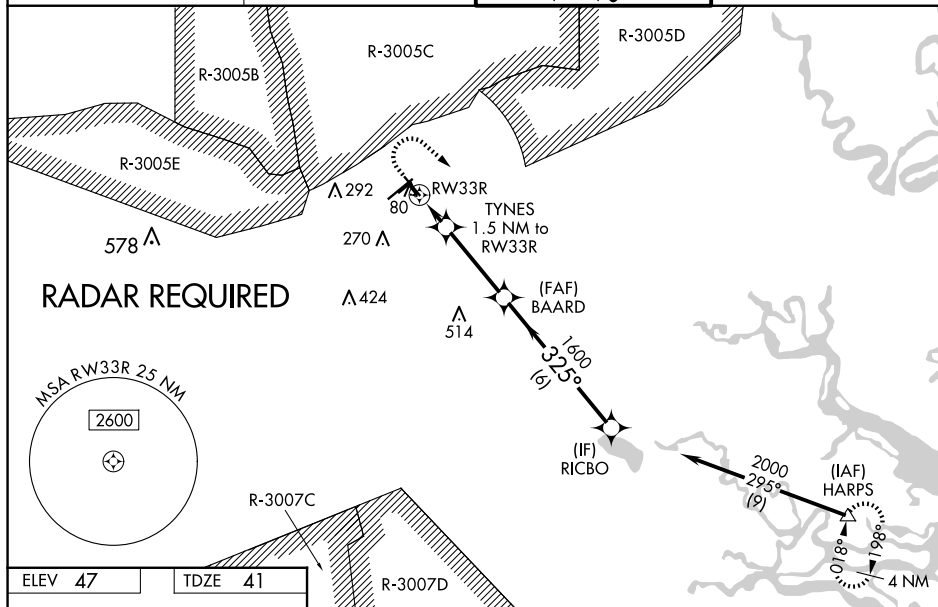 R-3005B
R-3005C
R-3005D
R-3005E
292
RW33R
80
TYNES
1.5 NM to
RW33R
578
270
RADAR REQUIRED
424
514
(FAF)
BAARD
1600
325°
(6)
MSA RW33R 25 NM
2600
(IF)
RICBO
2000
295°
(9)
(IAF)
HARPS
018°
198°
4 NM
R-3007C
R-3007D
ELEV 47
TDZE 41